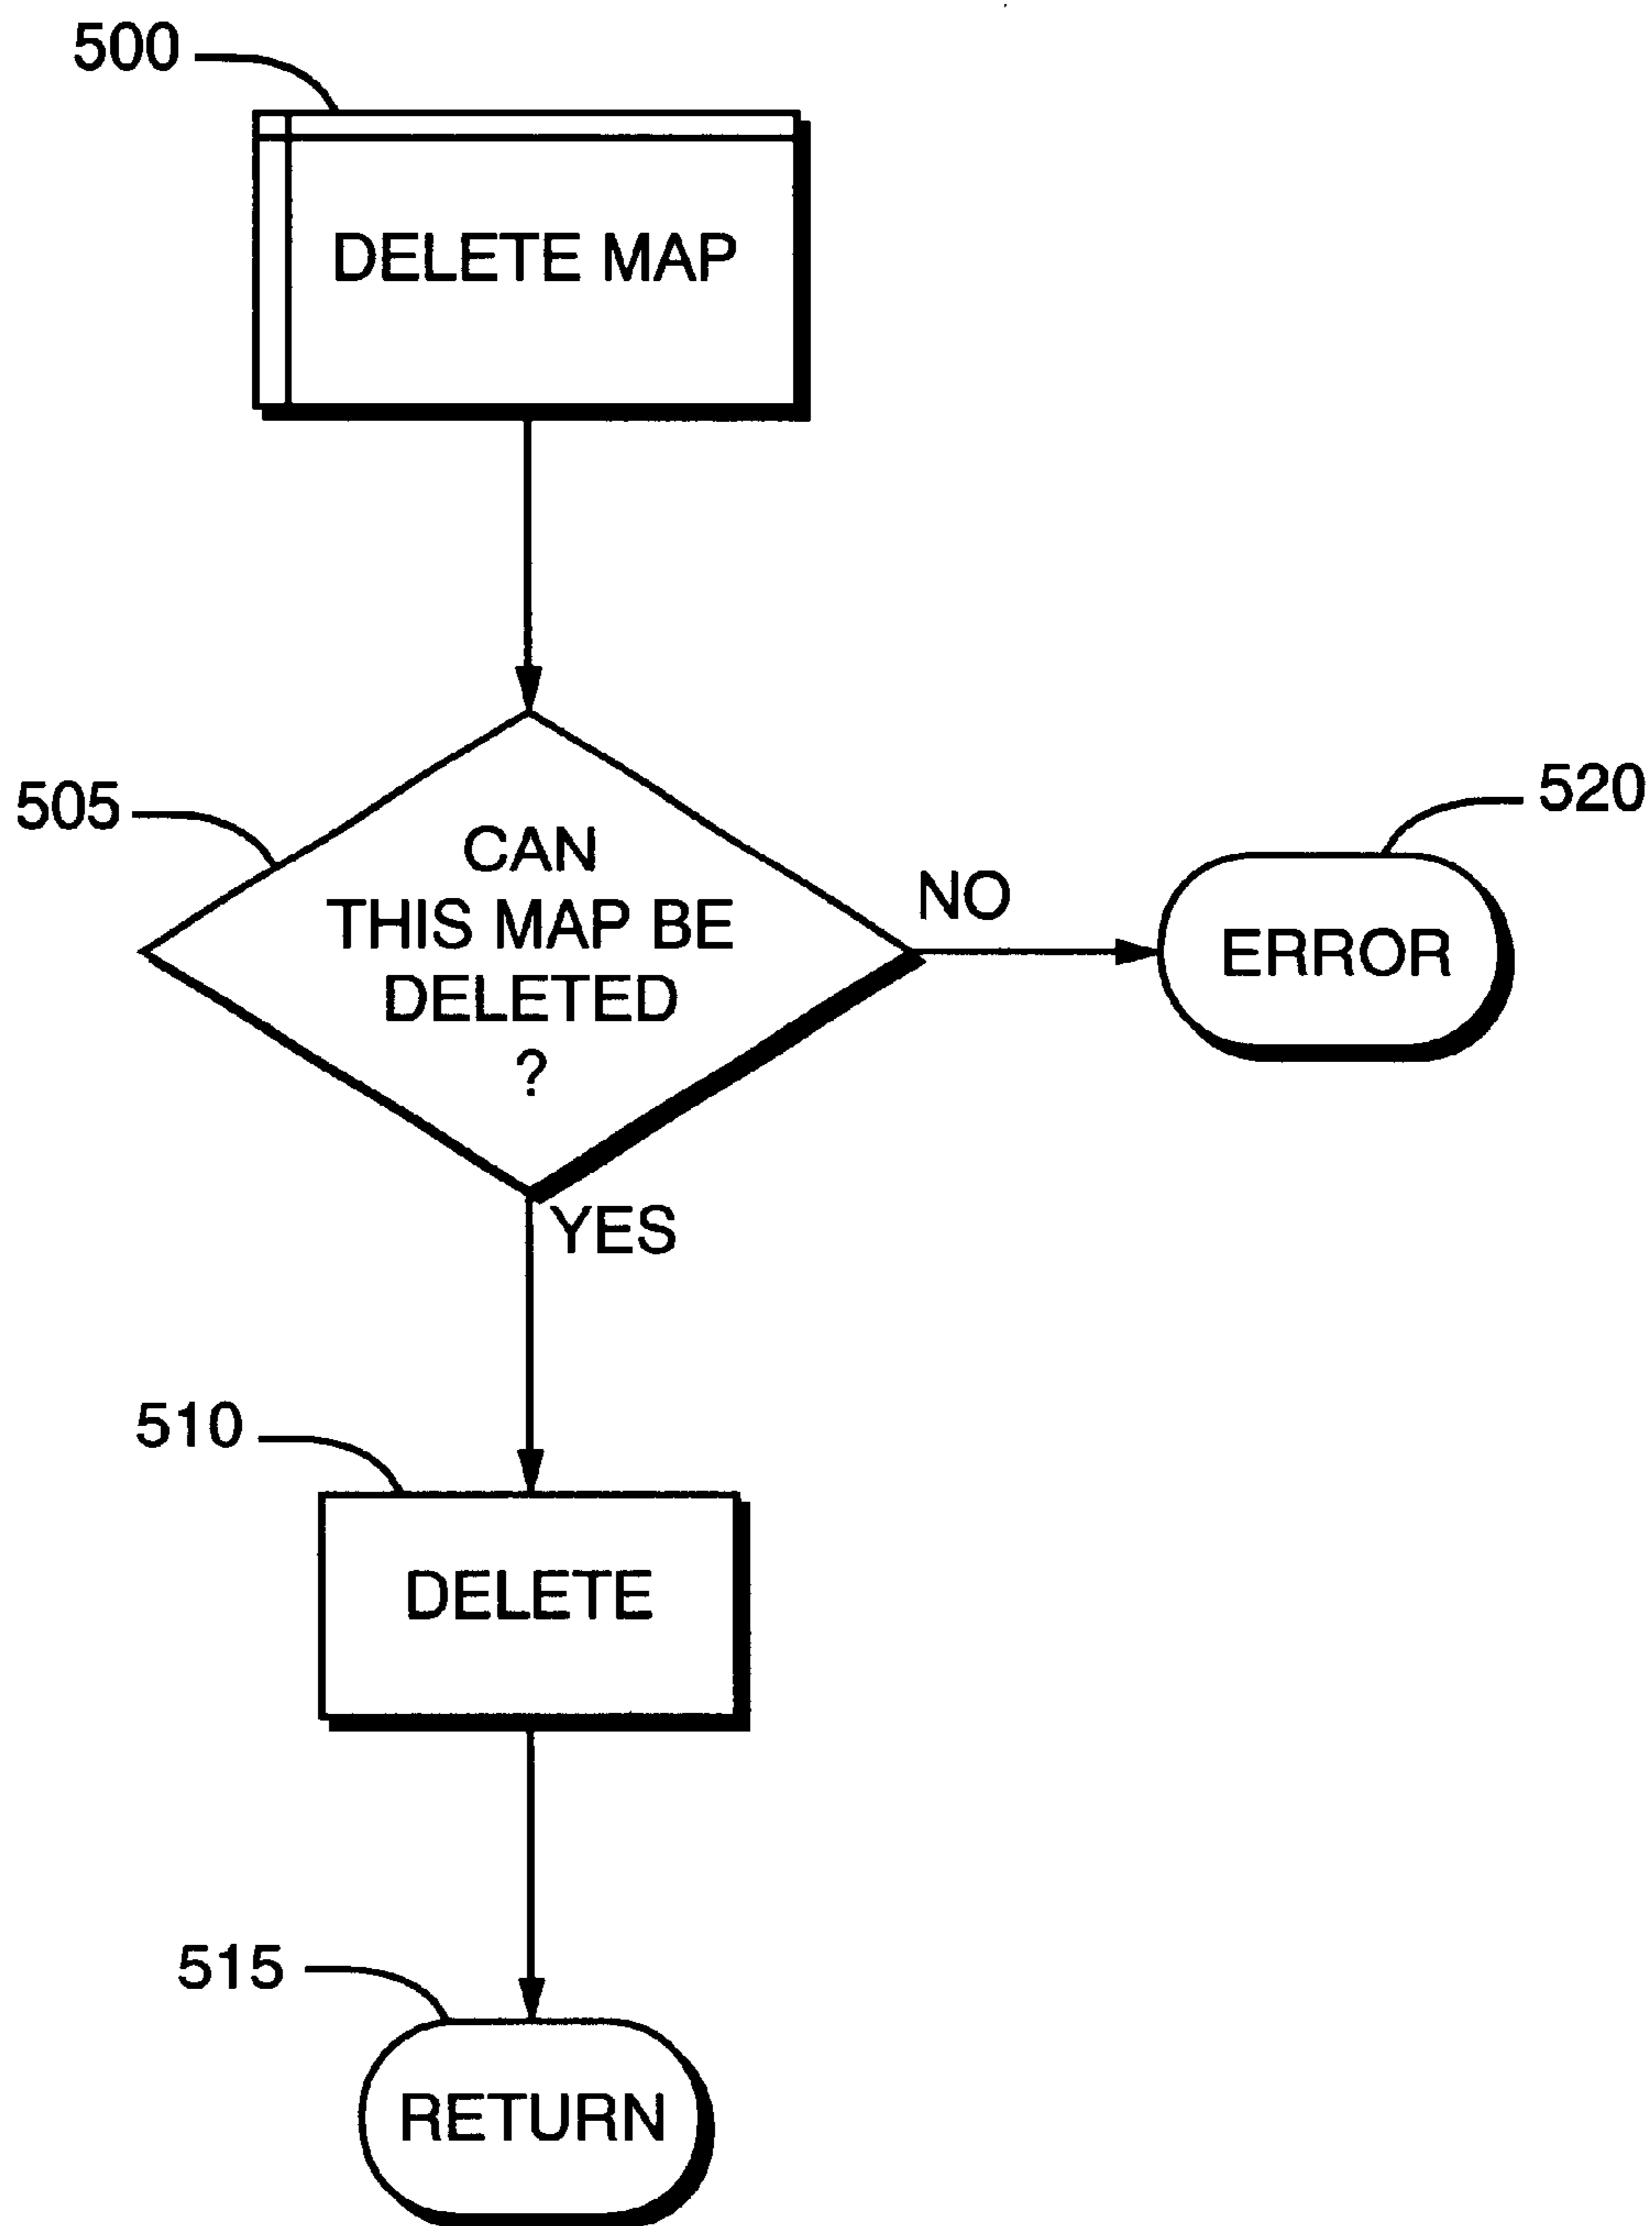 500
DELETE MAP
505
CAN
THIS MAP BE
DELETED
?
NO
520
ERROR
YES
510
DELETE
515
RETURN